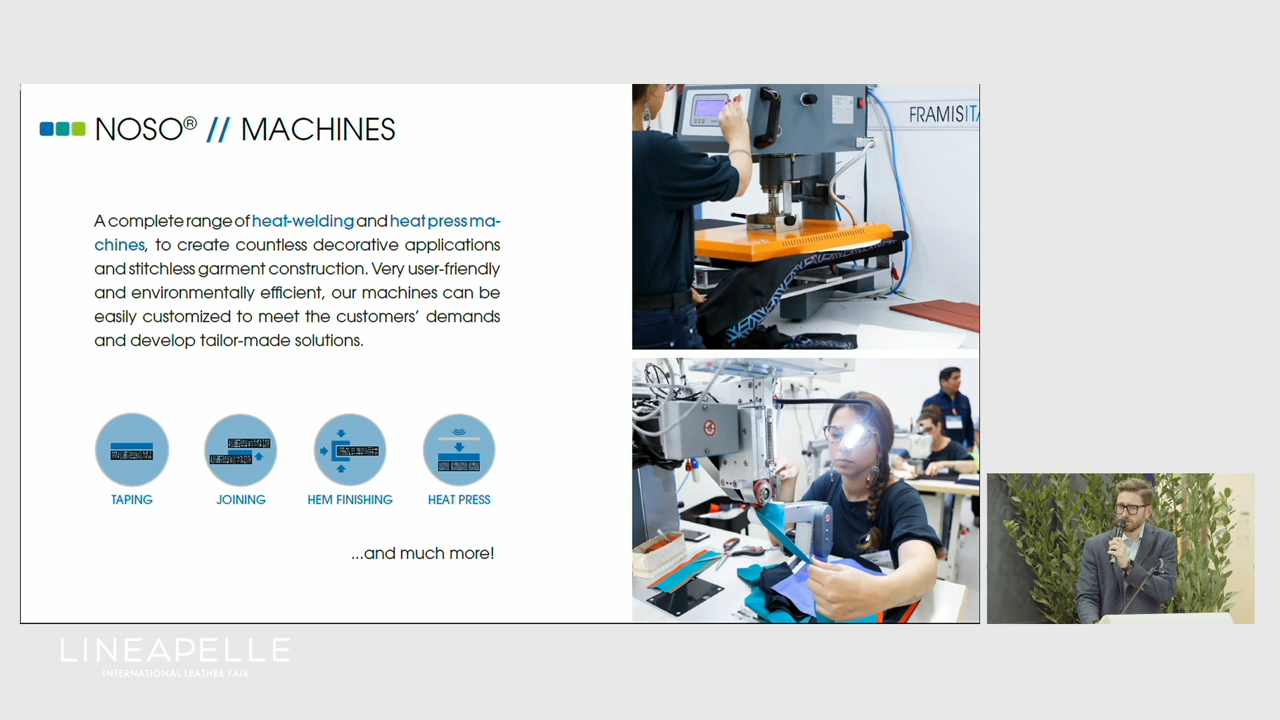 NOSO® // MACHINES
A complete range of heat-welding and heat press ma-
chines, to create countless decorative applications
and stitchless garment construction. Very user-friendly
and environmentally efficient, our machines can be
easily customized to meet the customers' demands
and develop tailor-made solutions.
TAPING
JOINING
HEM FINISHING
HEAT PRESS
...and much more!
FRAMISITA
LINEAPELLE
INTERNATIONAL LEATHER FAIR